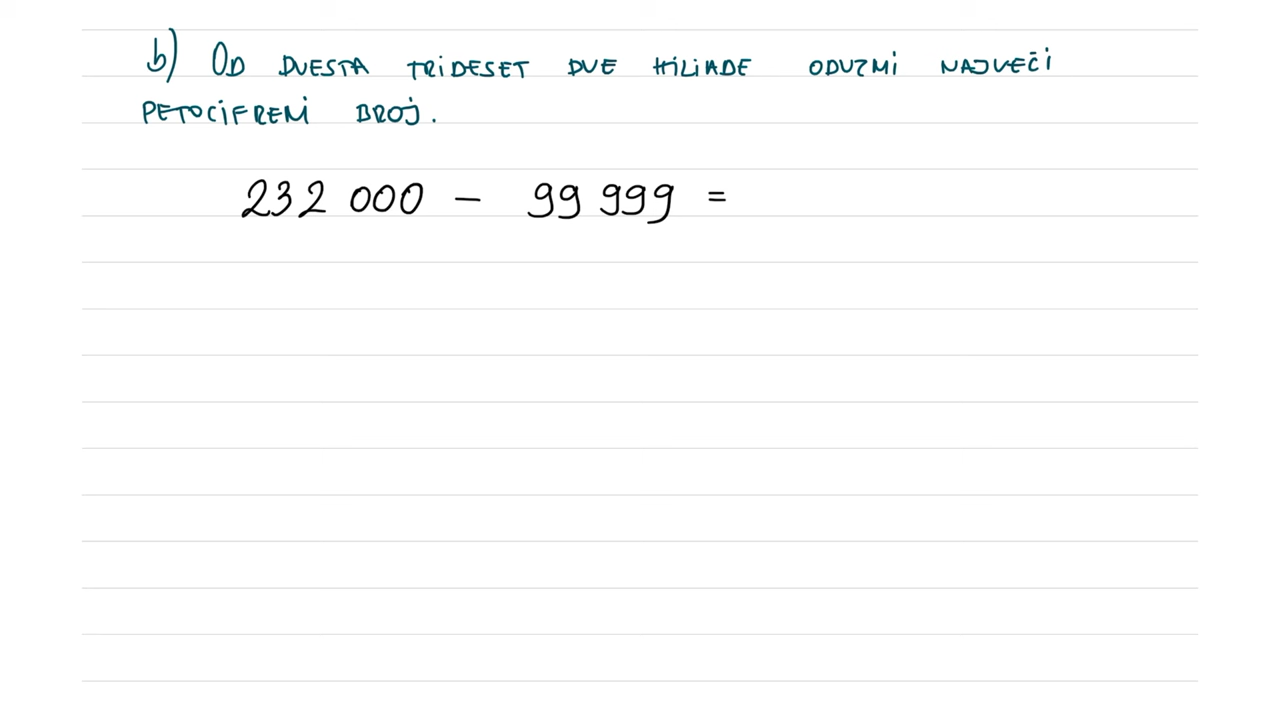 b) OD DVESTA TRIDESET DVE HILJADE ODUZMI NAJVEĆI
PETOCIFRENI BROJ.
232 000 - 99 999 =